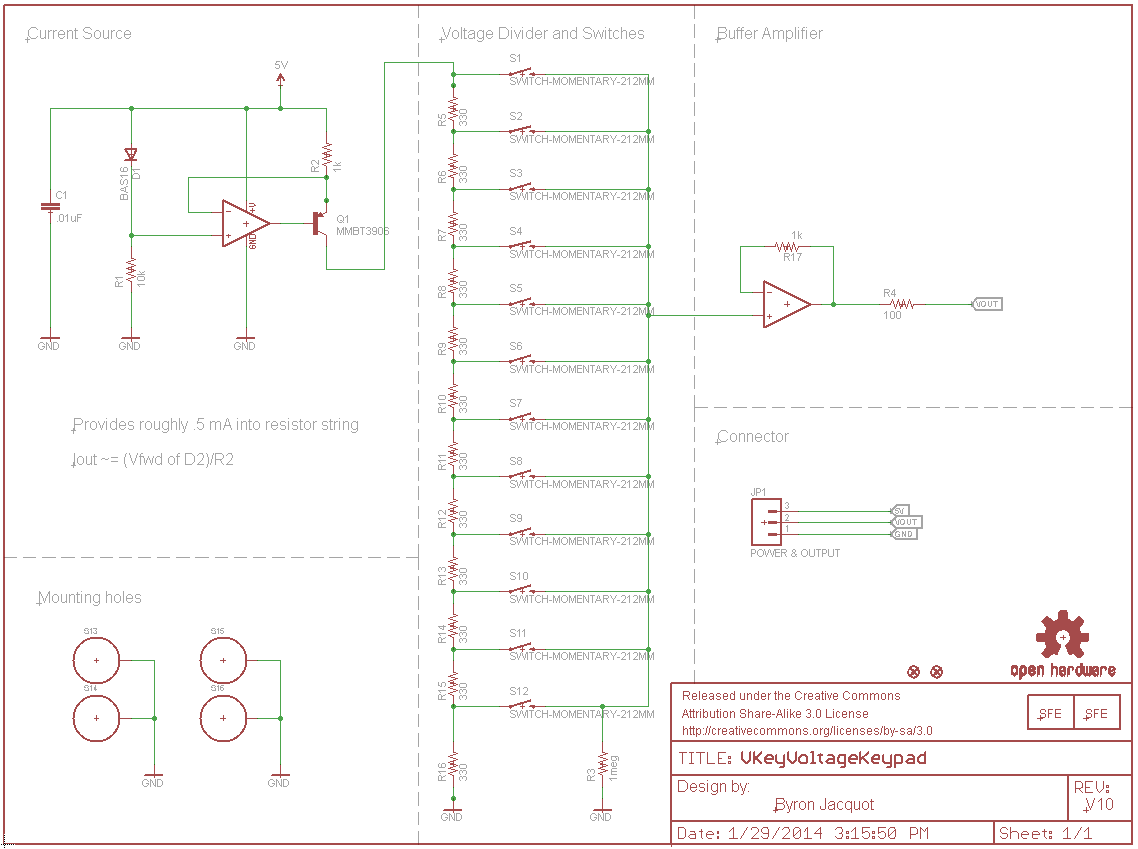 Current Source
5V
R2
1k
BAS16
D1
C1
.01uF
+V
GND
Q1
MMBT3906
R1
10k
GND
GND
GND
Provides roughly .5 mA into resistor string
Iout ~= (Vfwd of D2)/R2
Mounting holes
S13
S14
S15
S16
GND
GND
Voltage Divider and Switches
S1
SWITCH-MOMENTARY-212MM
R5
330
S2
SWITCH-MOMENTARY-212MM
R6
330
S3
SWITCH-MOMENTARY-212MM
R7
330
S4
SWITCH-MOMENTARY-212MM
R8
330
S5
SWITCH-MOMENTARY-212MM
R9
330
S6
SWITCH-MOMENTARY-212MM
R10
330
S7
SWITCH-MOMENTARY-212MM
R11
330
S8
SWITCH-MOMENTARY-212MM
R12
330
S9
SWITCH-MOMENTARY-212MM
R13
330
S10
SWITCH-MOMENTARY-212MM
R14
330
S11
SWITCH-MOMENTARY-212MM
R15
330
S12
SWITCH-MOMENTARY-212MM
R16
330
R3
1meg
GND
GND
Buffer Amplifier
1k
R17
R4
100
VOUT
Connector
JP1
3
2
1
5V
VOUT
GND
POWER & OUTPUT
open hardware
Released under the Creative Commons
Attribution Share-Alike 3.0 License
http://creativecommons.org/licenses/by-sa/3.0
SFE
SFE
TITLE: VKeyVoltageKeypad
Design by:
Byron Jacquot
REV:
V10
Date: 1/29/2014 3:15:50 PM
Sheet: 1/1